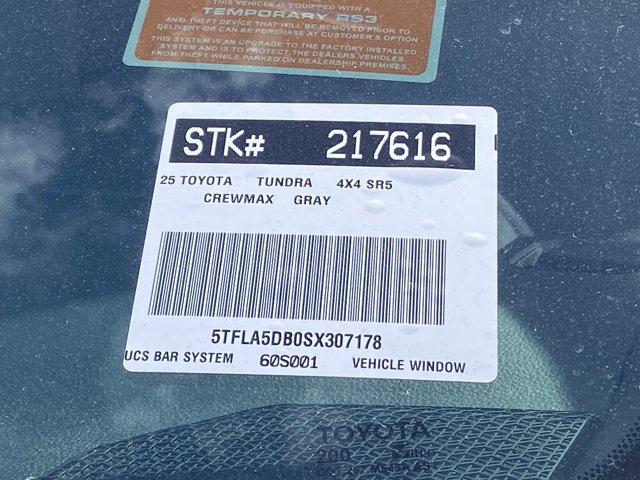 THIS VEHICLE IS EQUIPPED WITH A
TEMPORARY RS3
ANTI-THEFT DEVICE THAT WILL BE REMOVED PRIOR TO
DELIVERY OR CAN BE PURCHASE AT CUSTOMER'S OPTION
THIS SYSTEM IS AN UPGRADE TO THE FACTORY INSTALLED
SYSTEM AND IS TO PROTECT THE DEALERS VEHICLES
FROM THEFT WHILE PARKED ON DEALERSHIP PREMISES.
STK# 217616
25 TOYOTA TUNDRA 4X4 SR5
CREWMAX GRAY
5TFLA5DB0SX307178
UCS BAR SYSTEM 60S001 VEHICLE WINDOW
TOYOTA
200